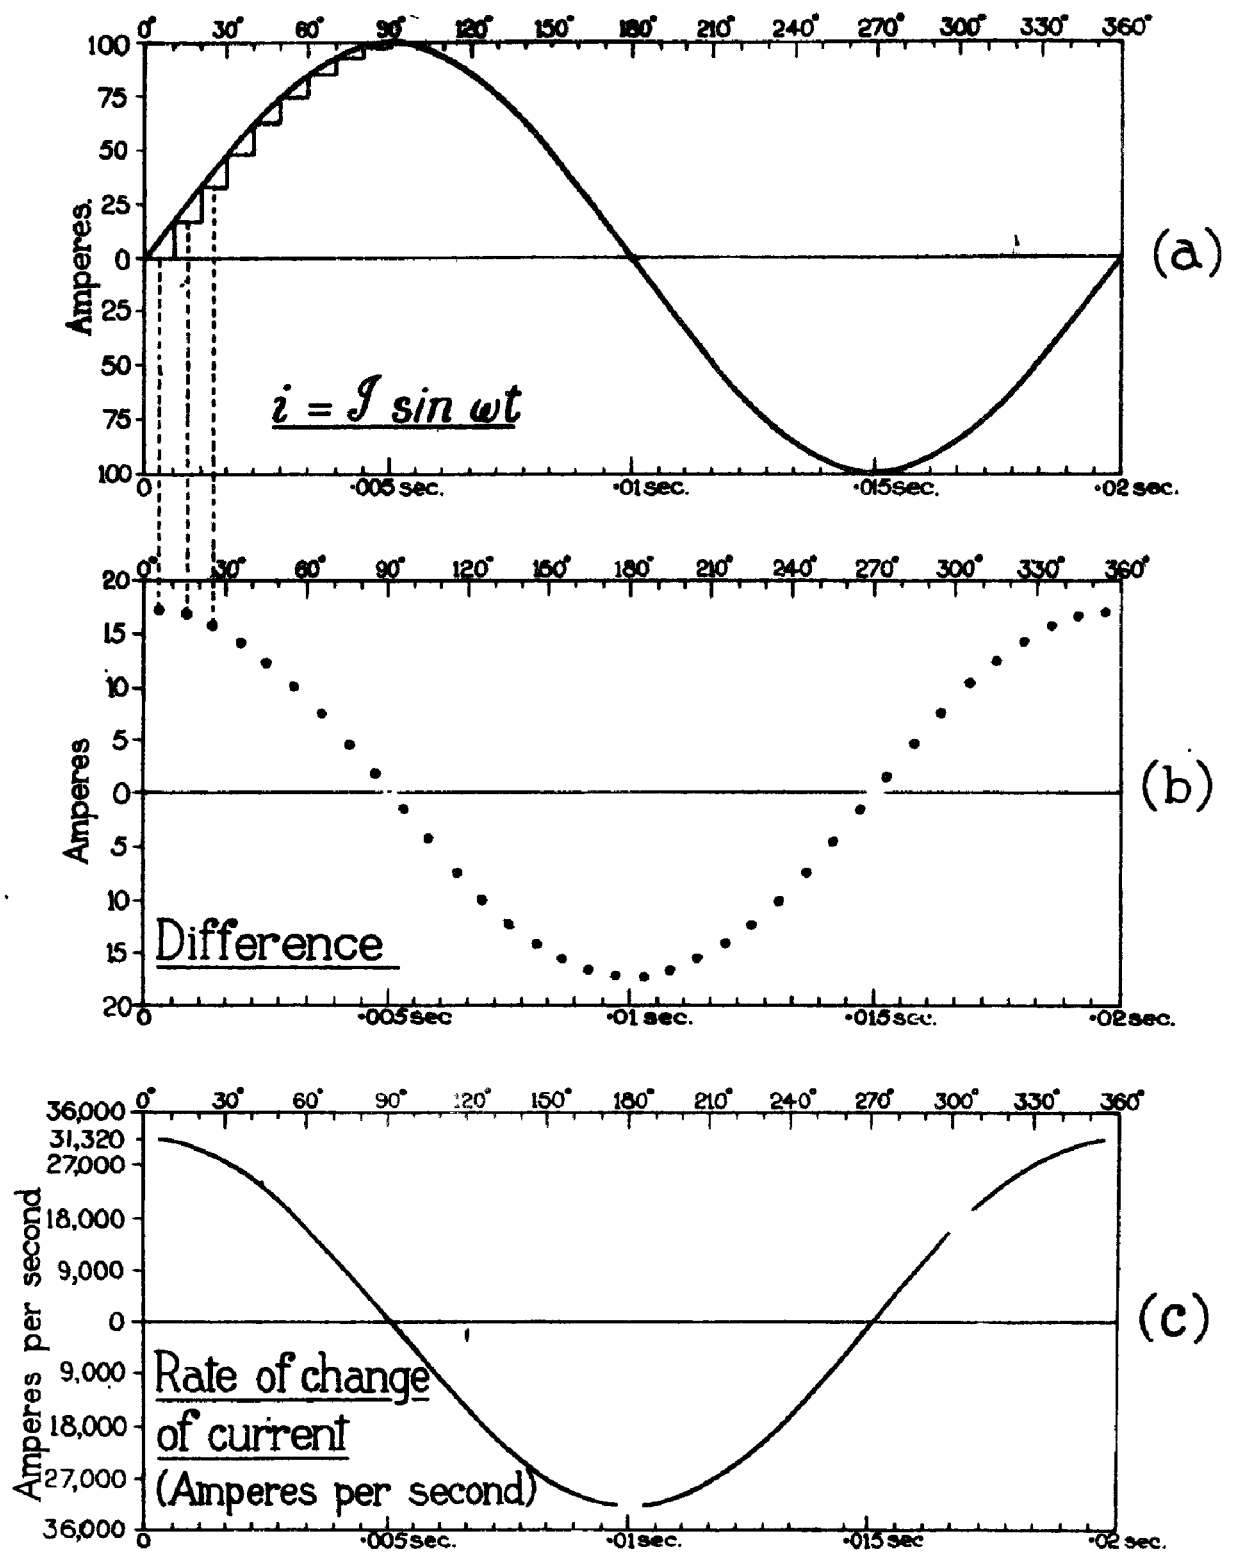 0° 30° 60° 90° 120° 150° 180° 210° 240° 270° 300° 330° 360°
100
75
50
25
0
25
50
75
100
Amperes.
(a)
i = I sin ωt
0 ·005 sec. ·01 sec. ·015 sec. ·02 sec.
0° 30° 60° 90° 120° 150° 180° 210° 240° 270° 300° 330° 360°
20
15
10
5
0
5
10
15
20
Amperes
(b)
Difference
0 ·005 sec ·01 sec. ·015 sec. ·02 sec.
0° 30° 60° 90° 120° 150° 180° 210° 240° 270° 300° 330° 360°
36,000
31,320
27,000
18,000
9,000
0
9,000
18,000
27,000
36,000
Amperes per second
(c)
Rate of change
of current
(Amperes per second)
0 ·005 sec. ·01 sec. ·015 sec ·02 sec.